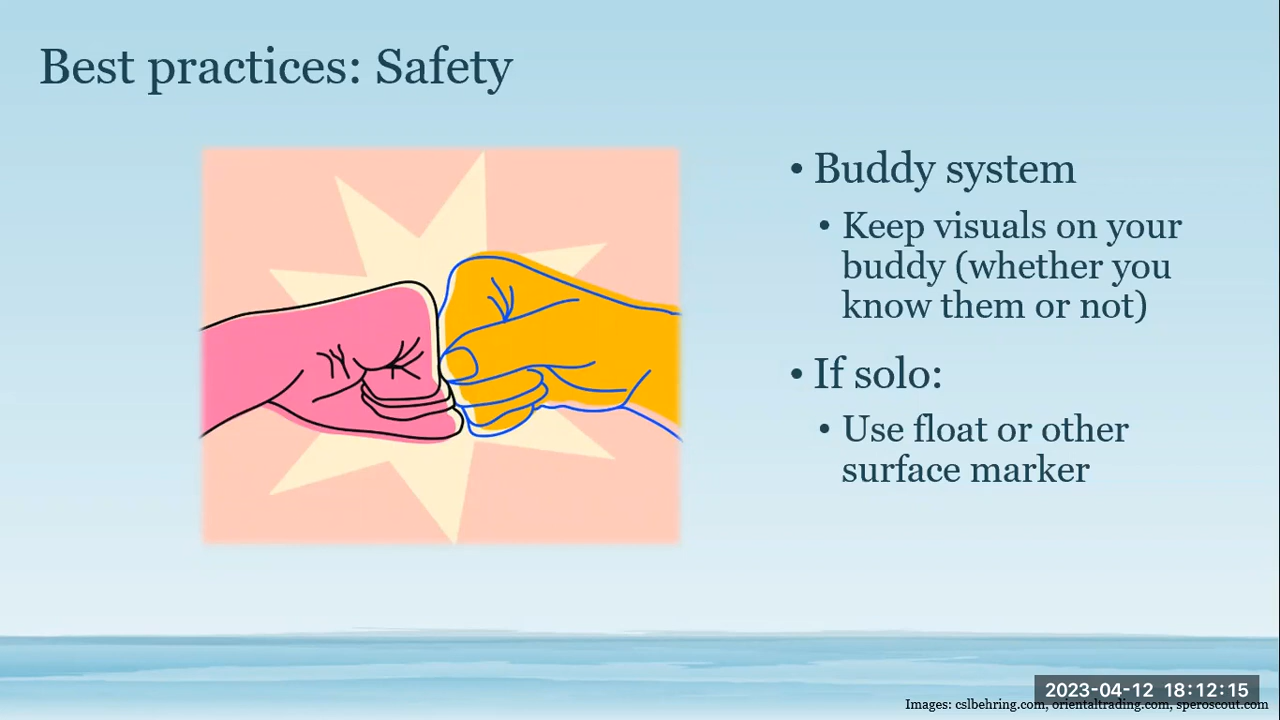 Best practices: Safety
• Buddy system
• Keep visuals on your
buddy (whether you
know them or not)
• If solo:
• Use float or other
surface marker
2023-04-12 18:12:15
Images: cslbehring.com, orientaltrading.com, speroscout.com